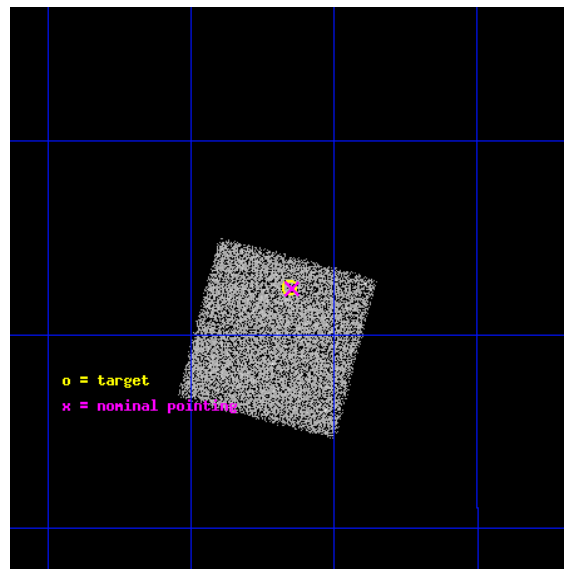 o = target
x = nominal pointing